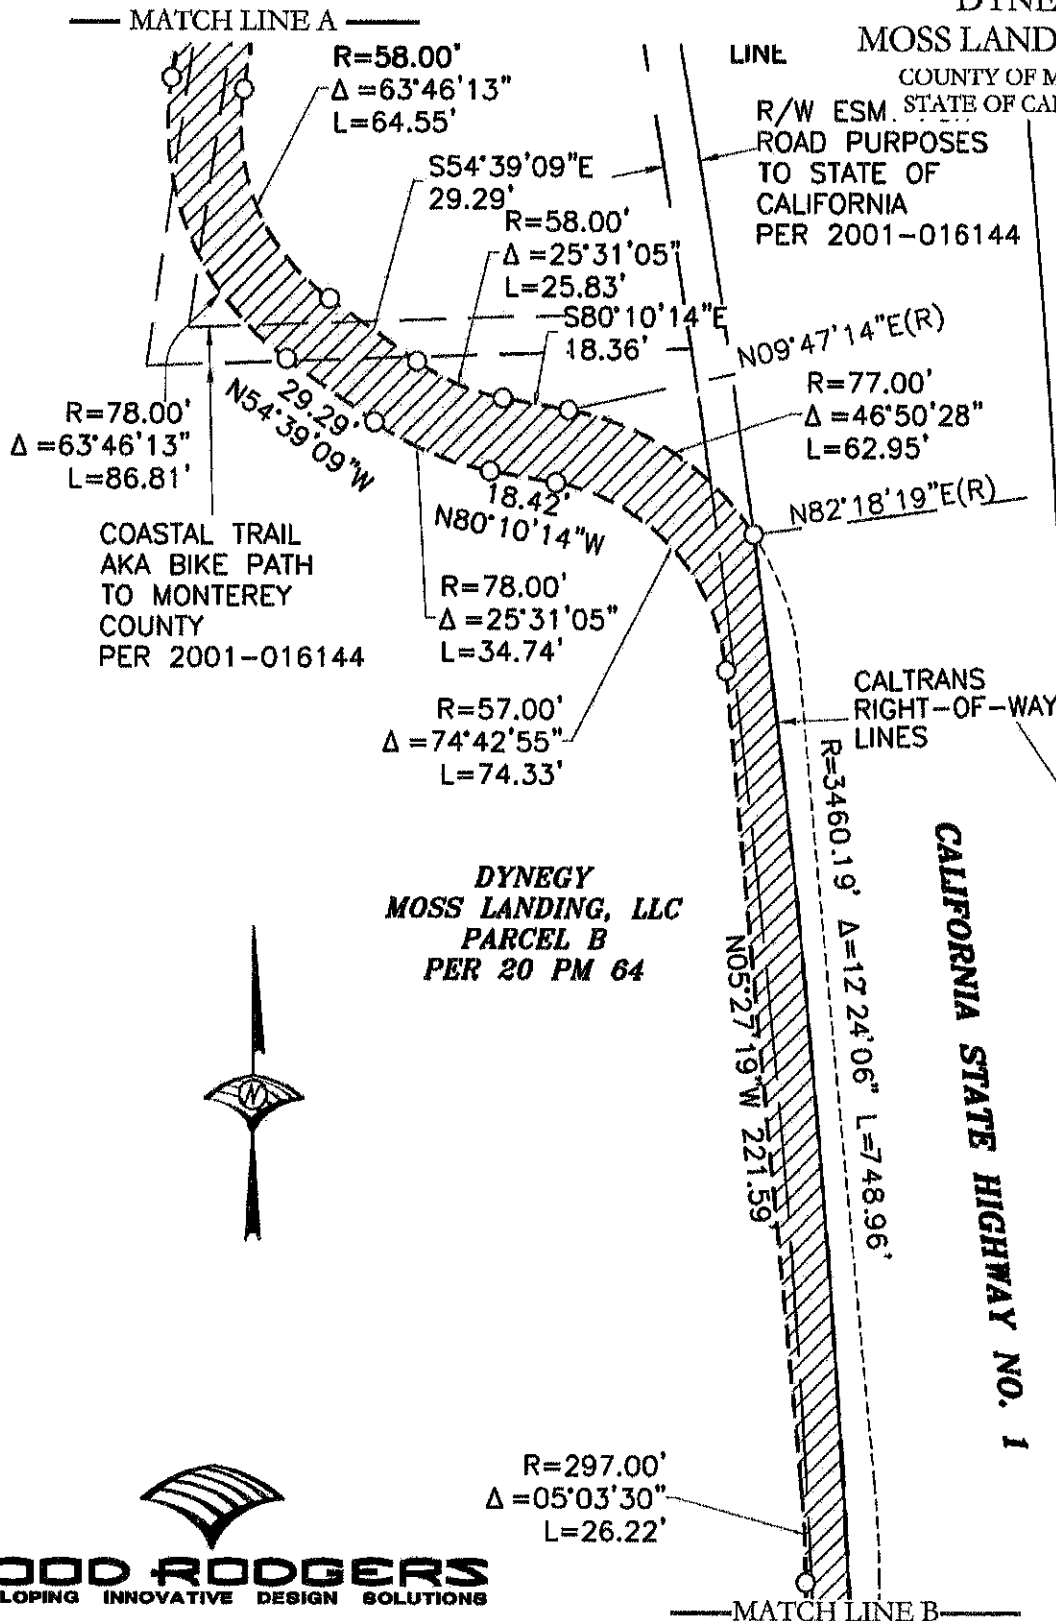 MATCH LINE A
MOSS LAND
COUNTY OF M
STATE OF CAL
LINE
R=58.00'
Δ=63°46'13"
L=64.55'
R/W ESM.
ROAD PURPOSES
TO STATE OF
CALIFORNIA
PER 2001-016144
S54°39'09"E
29.29'
R=58.00'
Δ=25°31'05"
L=25.83'
S80°10'14"E
18.36'
N09°47'14"E(R)
R=77.00'
Δ=46°50'28"
L=62.95'
R=78.00'
Δ=63°46'13"
L=86.81'
29.29'
N54°39'09"W
N82°18'19"E(R)
18.42'
N80°10'14"W
COASTAL TRAIL
AKA BIKE PATH
TO MONTEREY
COUNTY
PER 2001-016144
R=78.00'
Δ=25°31'05"
L=34.74'
R=57.00'
Δ=74°42'55"
L=74.33'
CALTRANS
RIGHT-OF-WAY
LINES
R=3460.19' Δ=12°24'06" L=748.96'
CALIFORNIA STATE HIGHWAY NO. 1
DYNEGY
MOSS LANDING, LLC
PARCEL B
PER 20 PM 64
N05°27'19"W 221.59'
N
R=297.00'
Δ=05°03'30"
L=26.22'
OOD RODGERS
LOPING INNOVATIVE DESIGN SOLUTIONS
MATCH LINE B